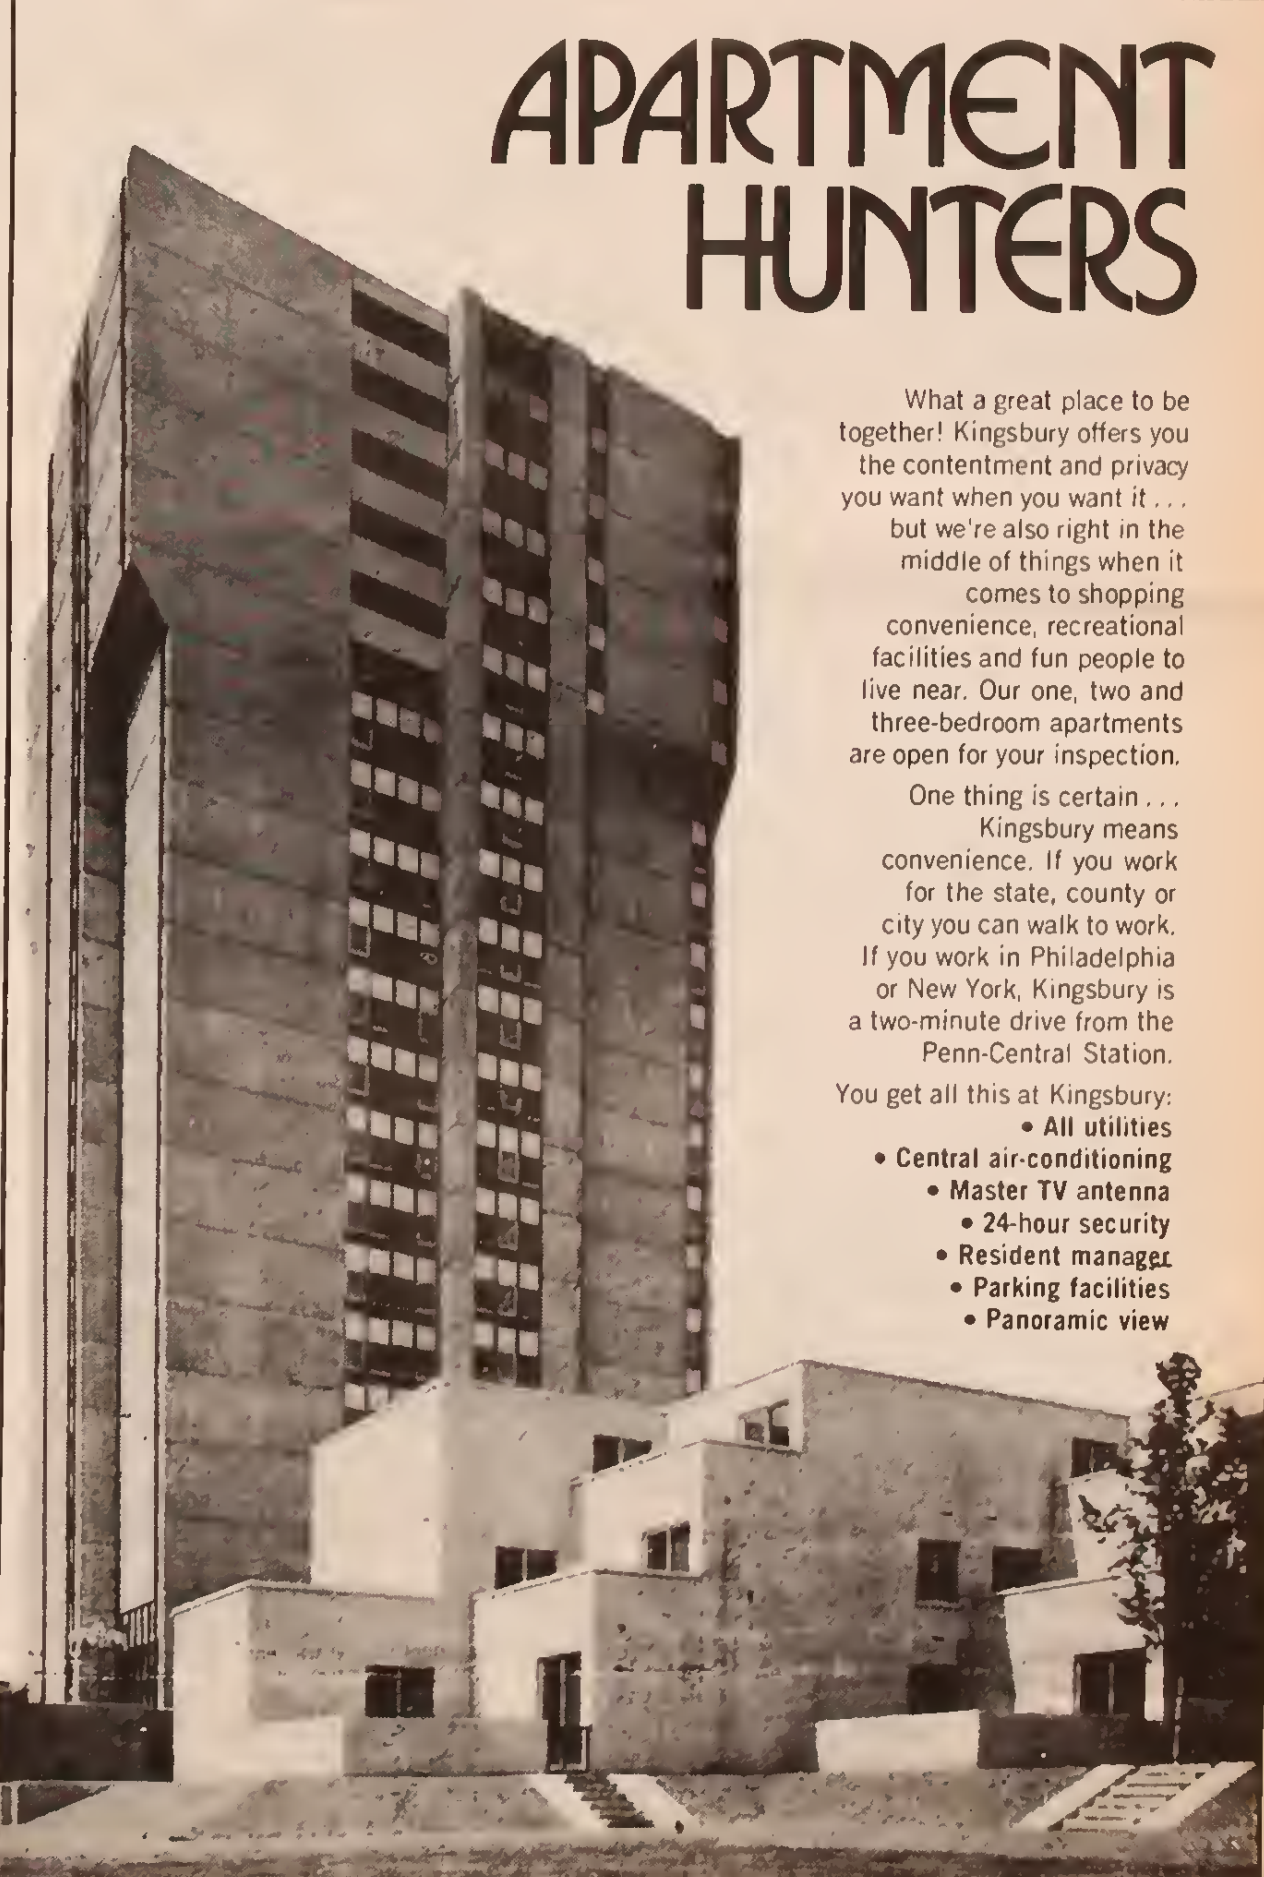 APARTMENT
HUNTERS
What a great place to be
together! Kingsbury offers you
the contentment and privacy
you want when you want it . . .
but we're also right in the
middle of things when it
comes to shopping
convenience, recreational
facilities and fun people to
live near. Our one, two and
three-bedroom apartments
are open for your inspection.
One thing is certain . . .
Kingsbury means
convenience. If you work
for the state, county or
city you can walk to work.
If you work in Philadelphia
or New York, Kingsbury is
a two-minute drive from the
Penn-Central Station.
You get all this at Kingsbury:
• All utilities
• Central air-conditioning
• Master TV antenna
• 24-hour security
• Resident manager
• Parking facilities
• Panoramic view